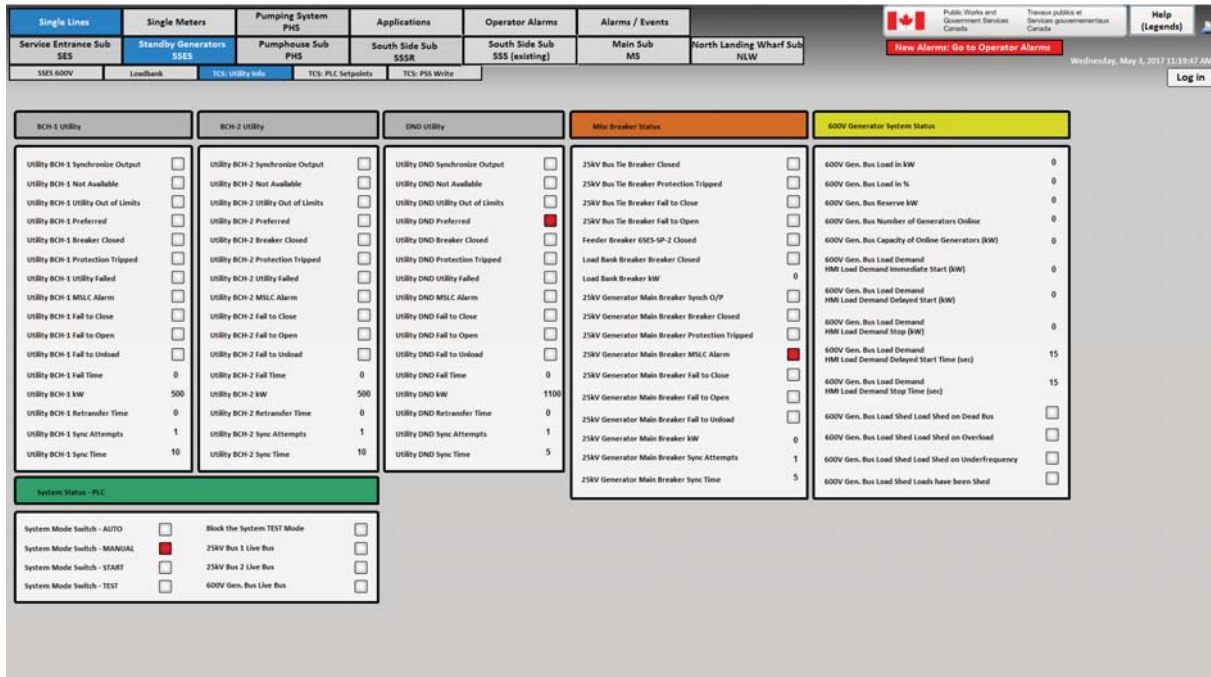 Single Lines
Single Meters
Pumping System
PHS
Applications
Operator Alarms
Alarms / Events
Public Works and
Government Services
Canada
Travaux publics et
Services gouvernementaux
Canada
Help
(Legends)
Service Entrance Sub
SES
Standby Generators
SSES
Pumphouse Sub
PHS
South Side Sub
SSSR
South Side Sub
SSS (existing)
Main Sub
MS
North Landing Wharf Sub
NLW
New Alarms: Go to Operator Alarms
Wednesday, May 3, 2017 11:19:47 AM
SSES 600V
Loadbank
TCS: Utility Info
TCS: PLC Setpoints
TCS: PSS Write
Log in
BCH-1 Utility
Utility BCH-1 Synchronize Output
Utility BCH-1 Not Available
Utility BCH-1 Utility Out of Limits
Utility BCH-1 Preferred
Utility BCH-1 Breaker Closed
Utility BCH-1 Protection Tripped
Utility BCH-1 Utility Failed
Utility BCH-1 MSLC Alarm
Utility BCH-1 Fail to Close
Utility BCH-1 Fail to Open
Utility BCH-1 Fail to Unload
Utility BCH-1 Fail Time 0
Utility BCH-1 kW 500
Utility BCH-1 Retransfer Time 0
Utility BCH-1 Sync Attempts 1
Utility BCH-1 Sync Time 10
BCH-2 Utility
Utility BCH-2 Synchronize Output
Utility BCH-2 Not Available
Utility BCH-2 Utility Out of Limits
Utility BCH-2 Preferred
Utility BCH-2 Breaker Closed
Utility BCH-2 Protection Tripped
Utility BCH-2 Utility Failed
Utility BCH-2 MSLC Alarm
Utility BCH-2 Fail to Close
Utility BCH-2 Fail to Open
Utility BCH-2 Fail to Unload
Utility BCH-2 Fail Time 0
Utility BCH-2 kW 500
Utility BCH-2 Retransfer Time 0
Utility BCH-2 Sync Attempts 1
Utility BCH-2 Sync Time 10
DND Utility
Utility DND Synchronize Output
Utility DND Not Available
Utility DND Utility Out of Limits
Utility DND Preferred
Utility DND Breaker Closed
Utility DND Protection Tripped
Utility DND Utility Failed
Utility DND MSLC Alarm
Utility DND Fail to Close
Utility DND Fail to Open
Utility DND Fail to Unload
Utility DND Fail Time 0
Utility DND kW 1100
Utility DND Retransfer Time 0
Utility DND Sync Attempts 1
Utility DND Sync Time 5
Misc Breaker Status
25kV Bus Tie Breaker Closed
25kV Bus Tie Breaker Protection Tripped
25kV Bus Tie Breaker Fail to Close
25kV Bus Tie Breaker Fail to Open
Feeder Breaker 6SES-SP-2 Closed
Load Bank Breaker Breaker Closed
Load Bank Breaker kW 0
25kV Generator Main Breaker Synch O/P
25kV Generator Main Breaker Breaker Closed
25kV Generator Main Breaker Protection Tripped
25kV Generator Main Breaker MSLC Alarm
25kV Generator Main Breaker Fail to Close
25kV Generator Main Breaker Fail to Open
25kV Generator Main Breaker Fail to Unload
25kV Generator Main Breaker kW 0
25kV Generator Main Breaker Sync Attempts 1
25kV Generator Main Breaker Sync Time 5
600V Generator System Status
600V Gen. Bus Load in kW 0
600V Gen. Bus Load in % 0
600V Gen. Bus Reserve kW 0
600V Gen. Bus Number of Generators Online 0
600V Gen. Bus Capacity of Online Generators (kW) 0
600V Gen. Bus Load Demand
HMI Load Demand Immediate Start (kW) 0
600V Gen. Bus Load Demand
HMI Load Demand Delayed Start (kW) 0
600V Gen. Bus Load Demand
HMI Load Demand Stop (kW) 0
600V Gen. Bus Load Demand
HMI Load Demand Delayed Start Time (sec) 15
600V Gen. Bus Load Demand
HMI Load Demand Stop Time (sec) 15
600V Gen. Bus Load Shed Load Shed on Dead Bus
600V Gen. Bus Load Shed Load Shed on Overload
600V Gen. Bus Load Shed Load Shed on Underfrequency
600V Gen. Bus Load Shed Loads have been Shed
System Status - PLC
System Mode Switch - AUTO
System Mode Switch - MANUAL
System Mode Switch - START
System Mode Switch - TEST
Block the System TEST Mode
25kV Bus 1 Live Bus
25kV Bus 2 Live Bus
600V Gen. Bus Live Bus